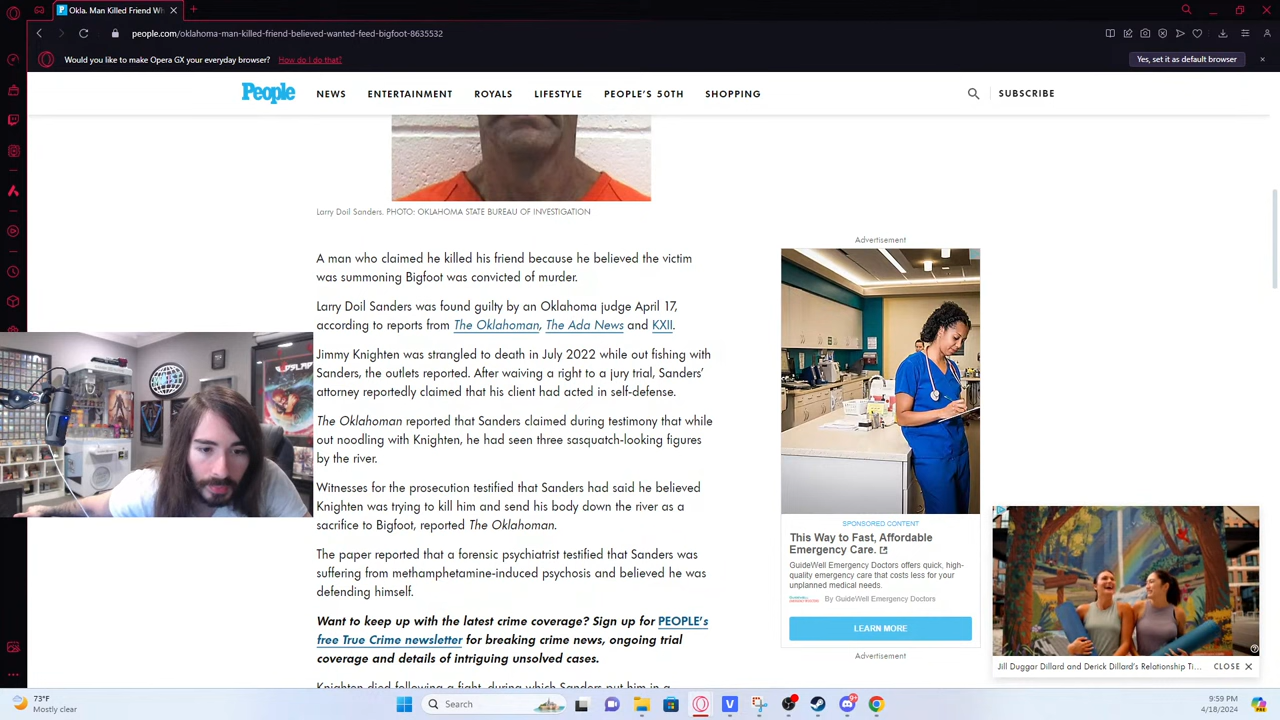 Okla. Man Killed Friend Wh
people.com/oklahoma-man-killed-friend-believed-wanted-feed-bigfoot-8635532
Would you like to make Opera GX your everyday browser? How do I do that?
Yes, set it as default browser
People
NEWS ENTERTAINMENT ROYALS LIFESTYLE PEOPLE'S 50TH SHOPPING
SUBSCRIBE
Larry Doil Sanders. PHOTO: OKLAHOMA STATE BUREAU OF INVESTIGATION
A man who claimed he killed his friend because he believed the victim
was summoning Bigfoot was convicted of murder.
Larry Doil Sanders was found guilty by an Oklahoma judge April 17,
according to reports from The Oklahoman, The Ada News and KXII.
Jimmy Knighten was strangled to death in July 2022 while out fishing with
Sanders, the outlets reported. After waiving a right to a jury trial, Sanders'
attorney reportedly claimed that his client had acted in self-defense.
The Oklahoman reported that Sanders claimed during testimony that while
out noodling with Knighten, he had seen three sasquatch-looking figures
by the river.
Witnesses for the prosecution testified that Sanders had said he believed
Knighten was trying to kill him and send his body down the river as a
sacrifice to Bigfoot, reported The Oklahoman.
The paper reported that a forensic psychiatrist testified that Sanders was
suffering from methamphetamine-induced psychosis and believed he was
defending himself.
Want to keep up with the latest crime coverage? Sign up for PEOPLE's
free True Crime newsletter for breaking crime news, ongoing trial
coverage and details of intriguing unsolved cases.
Knighten died following a fight, during which Sanders put him in a
Advertisement
SPONSORED CONTENT
This Way to Fast, Affordable
Emergency Care.
GuideWell Emergency Doctors offers quick, high-
quality emergency care that costs less for your
unplanned medical needs.
By GuideWell Emergency Doctors
LEARN MORE
Advertisement
Jill Duggar Dillard and Derick Dillard's Relationship Ti...
CLOSE
73°F
Mostly clear
Search
9+
9:59 PM
4/18/2024